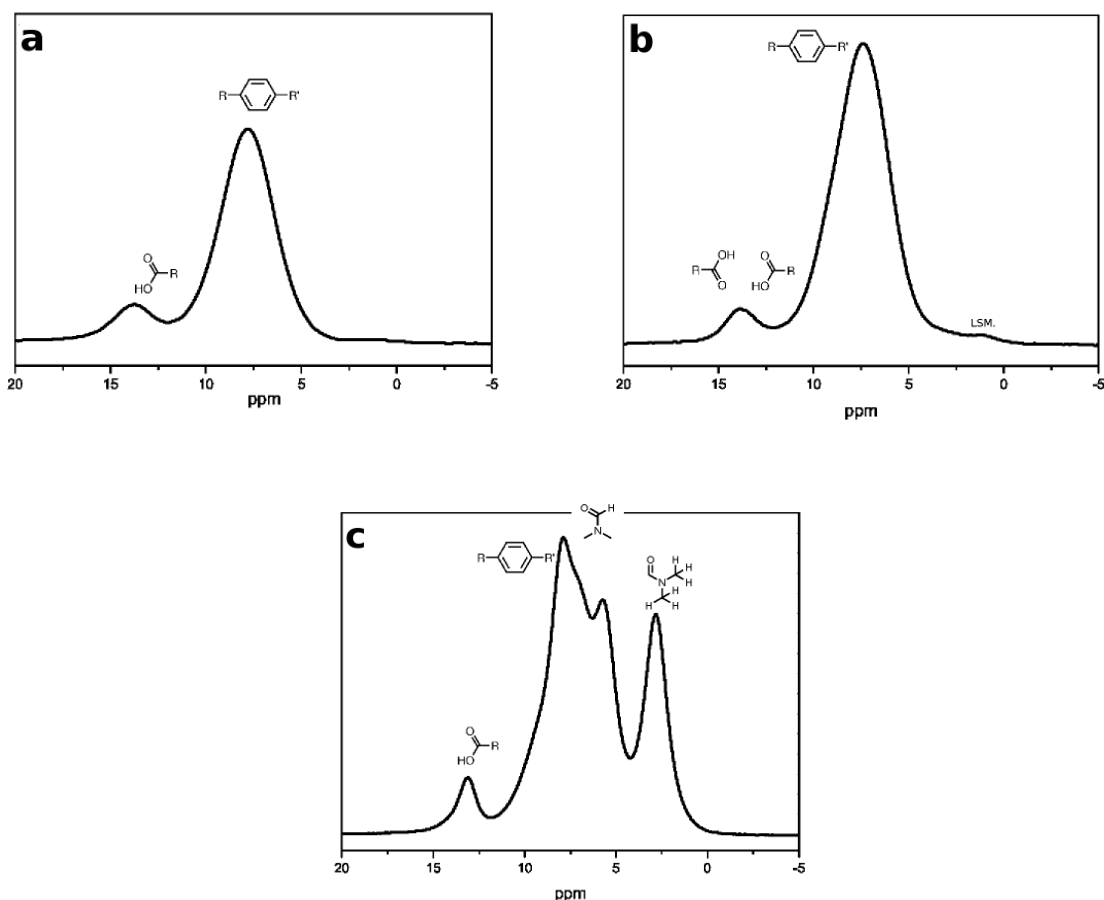 a
R R'
O
HO R
20 15 10 5 0 -5
ppm
b
R R'
OH O
R R
O HO
LSM.
20 15 10 5 0 -5
ppm
c
O H
N
R R'
O H
N H
H H
H H
O
R
HO
20 15 10 5 0 -5
ppm